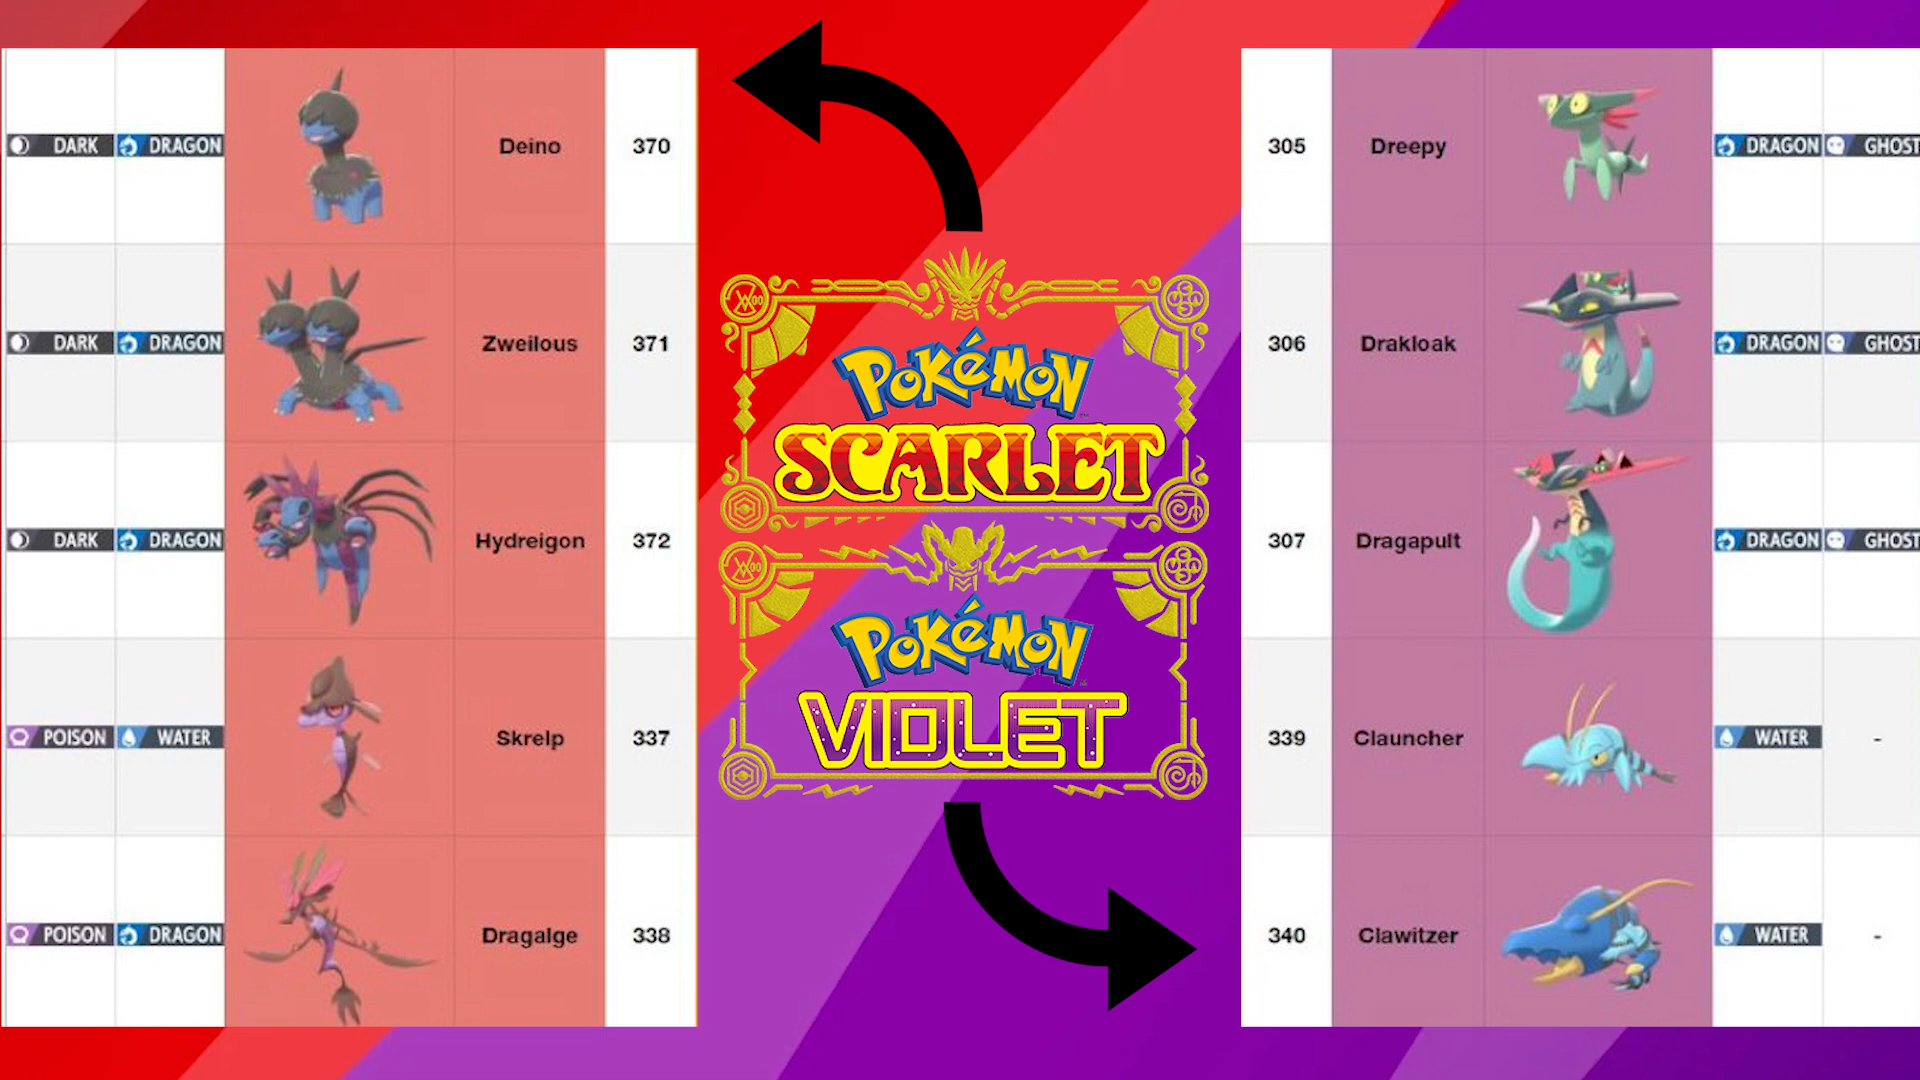 DARK DRAGON Deino 370
DARK DRAGON Zweilous 371
DARK DRAGON Hydreigon 372
POISON WATER Skrelp 337
POISON DRAGON Dragalge 338
POKéMON
SCARLET
POKéMON
VIOLET
305 Dreepy DRAGON GHOST
306 Drakloak DRAGON GHOST
307 Dragapult DRAGON GHOST
339 Clauncher WATER -
340 Clawitzer WATER -